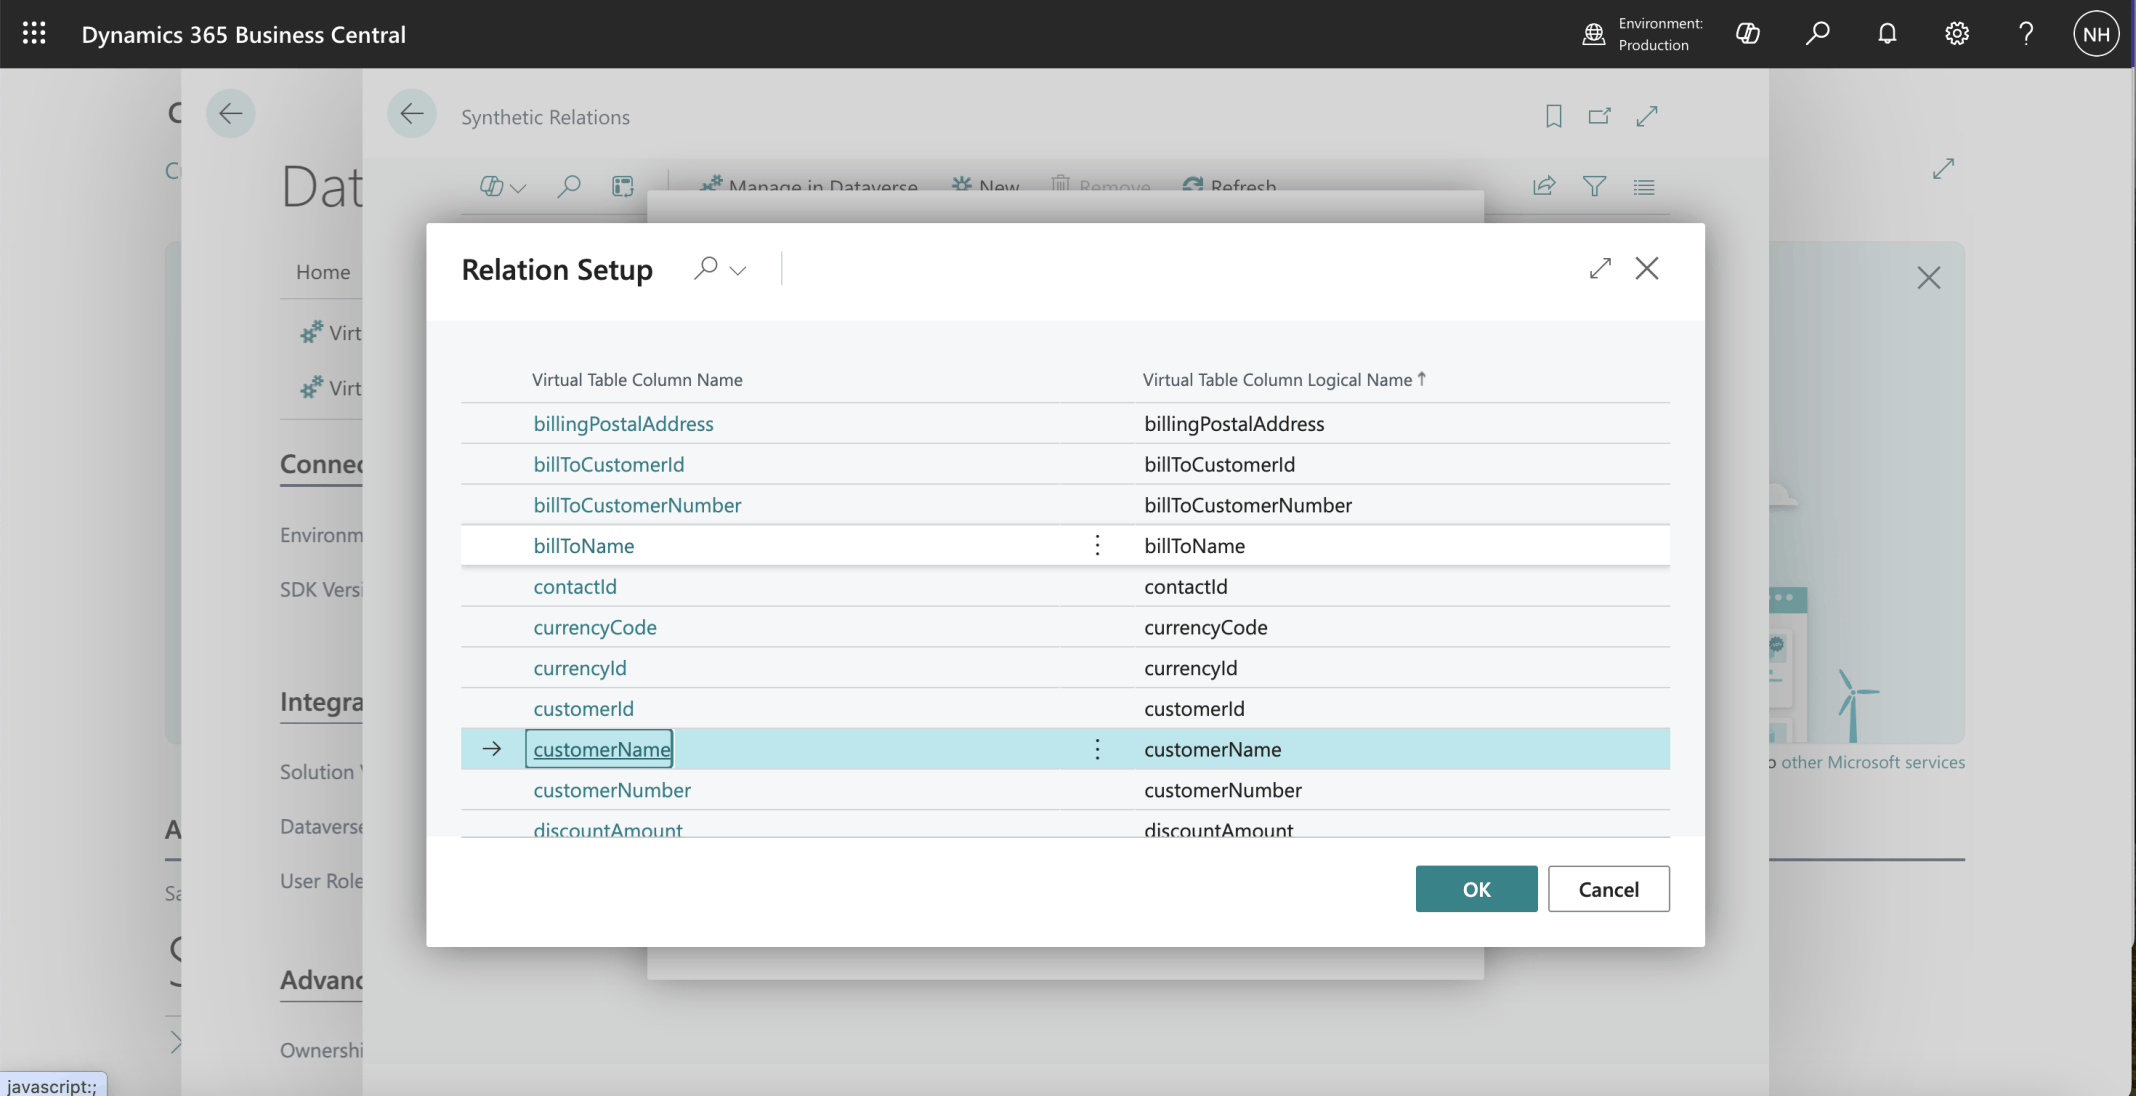 Dynamics 365 Business Central
Environment:
Production
NH
Synthetic Relations
Manage in Dataverse
New
Remove
Refresh
Home
Relation Setup
Virtual Table Column Name
Virtual Table Column Logical Name
billingPostalAddress
billingPostalAddress
billToCustomerId
billToCustomerId
billToCustomerNumber
billToCustomerNumber
billToName
billToName
contactId
contactId
currencyCode
currencyCode
currencyId
currencyId
customerId
customerId
customerName
customerName
customerNumber
customerNumber
discountAmount
discountAmount
OK
Cancel
Dat
Virt
Virt
Connec
Environm
SDK Versi
Integra
Solution
Dataverse
User Role
Advanc
Ownershi
other Microsoft services
javascript:;